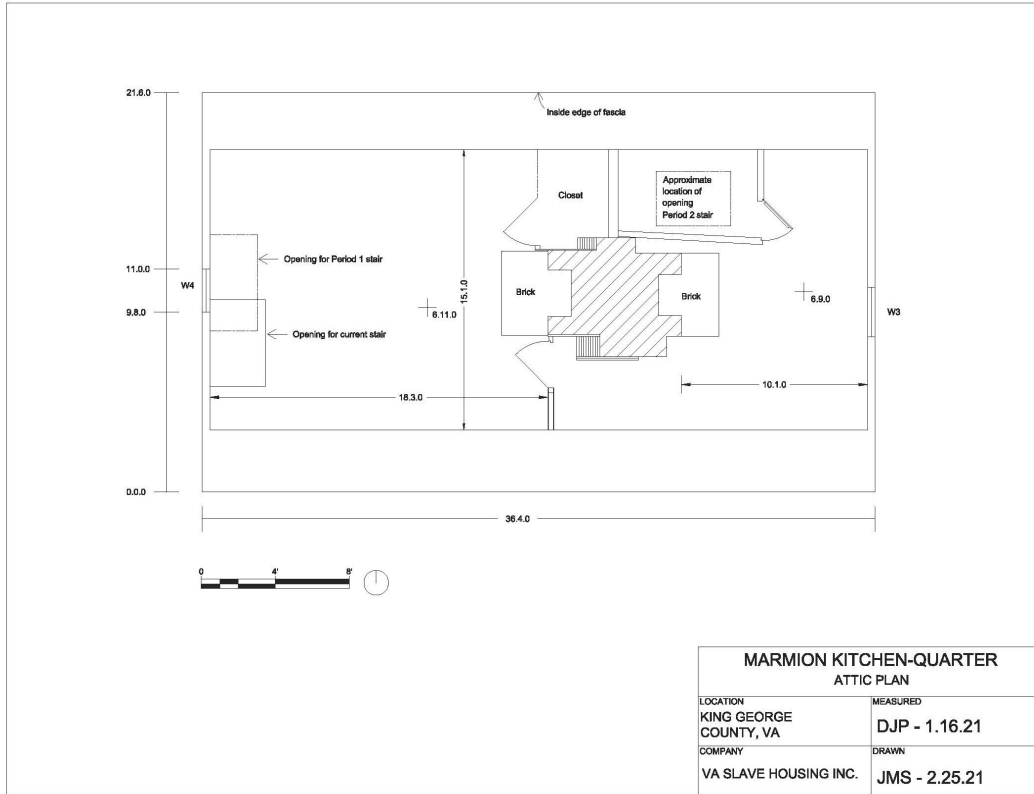 21.6.0
Inside edge of fascia
Approximate
location of
opening
Period 2 stair
Closet
Opening for Period 1 stair
11.0.0
W4
9.8.0
15.1.0
Brick
Brick
6.9.0
W3
6.11.0
Opening for current stair
18.3.0
10.1.0
0.0.0
36.4.0
0 4' 8'
MARMION KITCHEN-QUARTER
ATTIC PLAN
LOCATION
KING GEORGE
COUNTY, VA
MEASURED
DJP - 1.16.21
COMPANY
VA SLAVE HOUSING INC.
DRAWN
JMS - 2.25.21